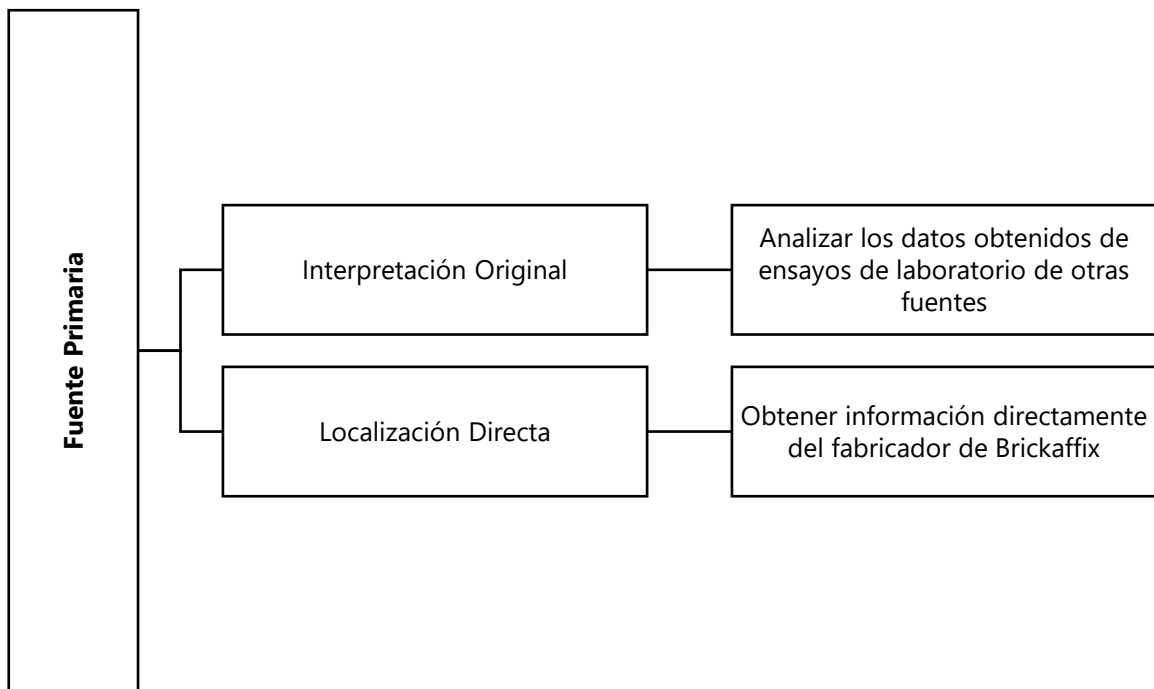 Fuente Primaria
Interpretación Original
Analizar los datos obtenidos de
ensayos de laboratorio de otras
fuentes
Localización Directa
Obtener información directamente
del fabricador de Brickaffix